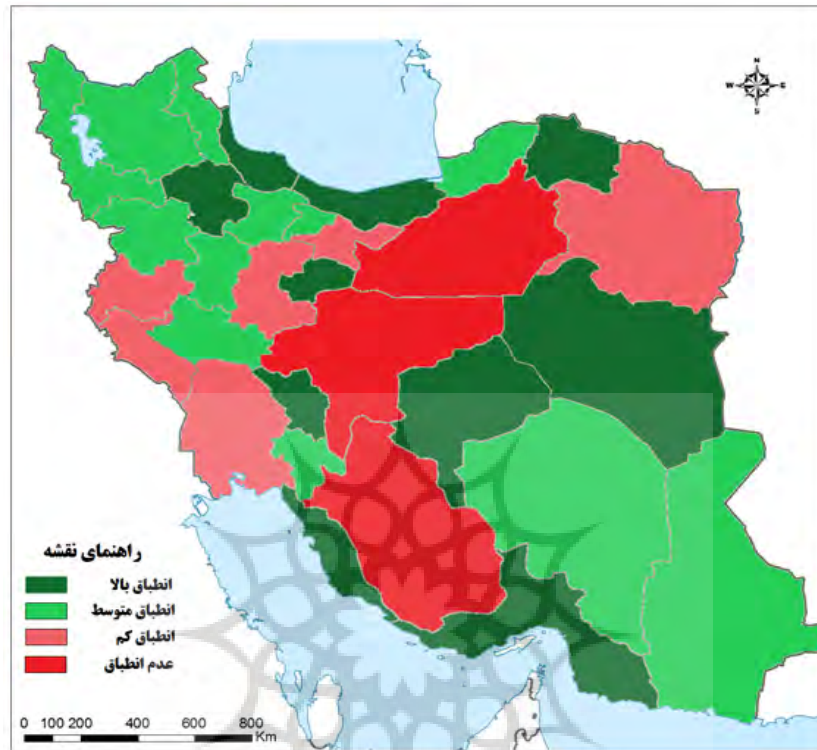 N
W E
S
راهنمای نقشه
انطباق بالا
انطباق متوسط
انطباق کم
عدم انطباق
0 100 200 400 600 800
Km